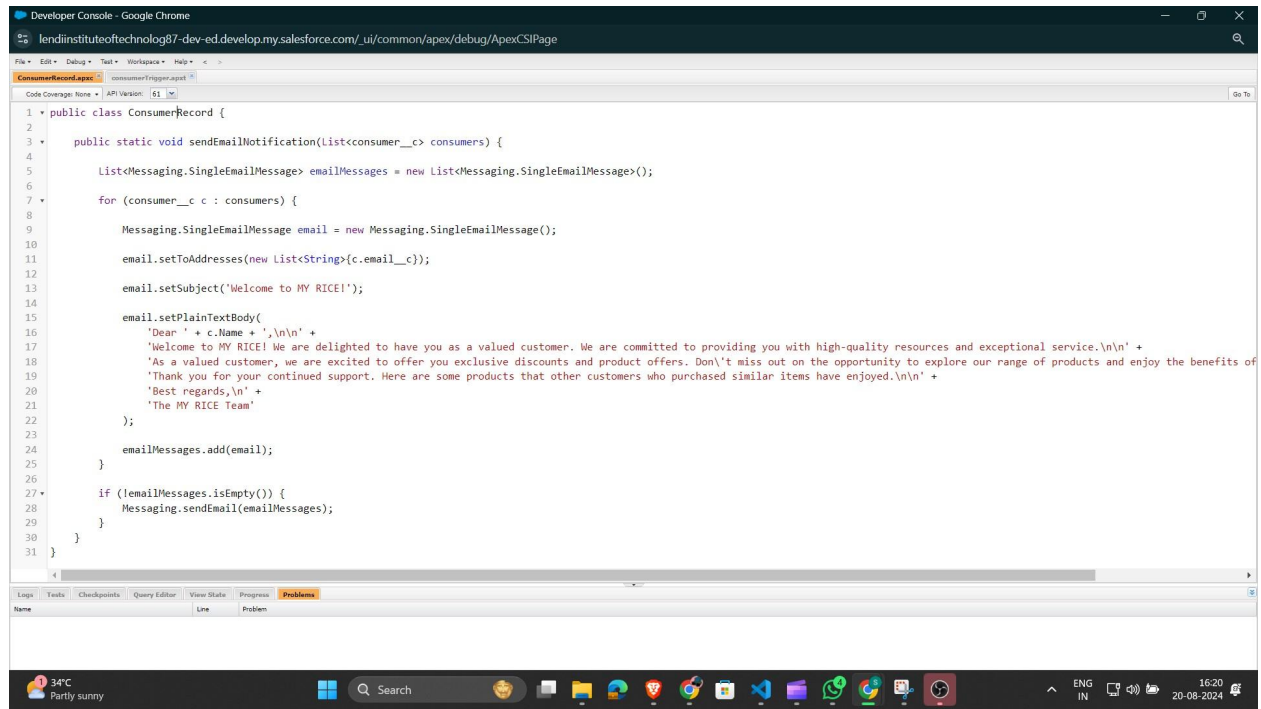 Developer Console - Google Chrome
lendiinstituteoftechnolog87-dev-ed.develop.my.salesforce.com/_ui/common/apex/debug/ApexCSIPage
File Edit Debug Test Workspace Help < >
ConsumerRecord.apxc consumerTrigger.apxt
Code Coverage: None API Version: 61 Go To
1 public class ConsumerRecord {
2
3 public static void sendEmailNotification(List<consumer__c> consumers) {
4
5 List<Messaging.SingleEmailMessage> emailMessages = new List<Messaging.SingleEmailMessage>();
6
7 for (consumer__c c : consumers) {
8
9 Messaging.SingleEmailMessage email = new Messaging.SingleEmailMessage();
10
11 email.setToAddresses(new List<String>{c.email__c});
12
13 email.setSubject('Welcome to MY RICE!');
14
15 email.setPlainTextBody(
16 'Dear ' + c.Name + ',\n\n' +
17 'Welcome to MY RICE! We are delighted to have you as a valued customer. We are committed to providing you with high-quality resources and exceptional service.\n\n' +
18 'As a valued customer, we are excited to offer you exclusive discounts and product offers. Don\'t miss out on the opportunity to explore our range of products and enjoy the benefits of
19 'Thank you for your continued support. Here are some products that other customers who purchased similar items have enjoyed.\n\n' +
20 'Best regards,\n' +
21 'The MY RICE Team'
22 );
23
24 emailMessages.add(email);
25 }
26
27 if (!emailMessages.isEmpty()) {
28 Messaging.sendEmail(emailMessages);
29 }
30 }
31 }
Logs Tests Checkpoints Query Editor View State Progress Problems
Name Line Problem
1 34°C
Partly sunny
Search
4
ENG
IN
16:20
20-08-2024